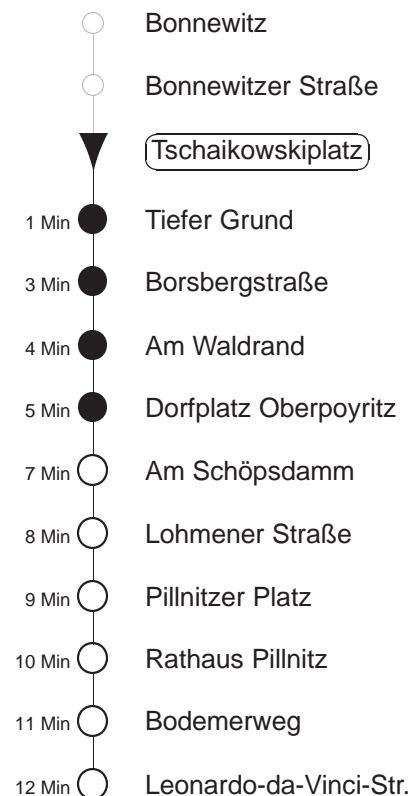 Bonnewitz
Bonnewitzer Straße
Tschaikowskiplatz
1 Min Tiefer Grund
3 Min Borsbergstraße
4 Min Am Waldrand
5 Min Dorfplatz Oberpoyritz
7 Min Am Schöpsdamm
8 Min Lohmener Straße
9 Min Pillnitzer Platz
10 Min Rathaus Pillnitz
11 Min Bodemerweg
12 Min Leonardo-da-Vinci-Str.